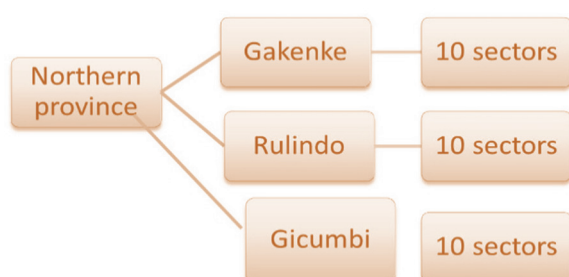 Northern
province
Gakenke
10 sectors
Rulindo
10 sectors
Gicumbi
10 sectors